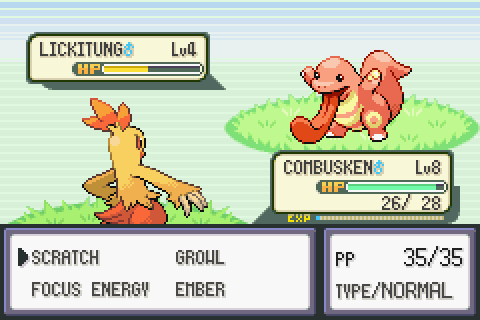 LICKITUNG♂ Lv4
HP
COMBUSKEN♂ Lv8
HP
26/ 28
EXP
SCRATCH GROWL
FOCUS ENERGY EMBER
PP 35/35
TYPE/NORMAL